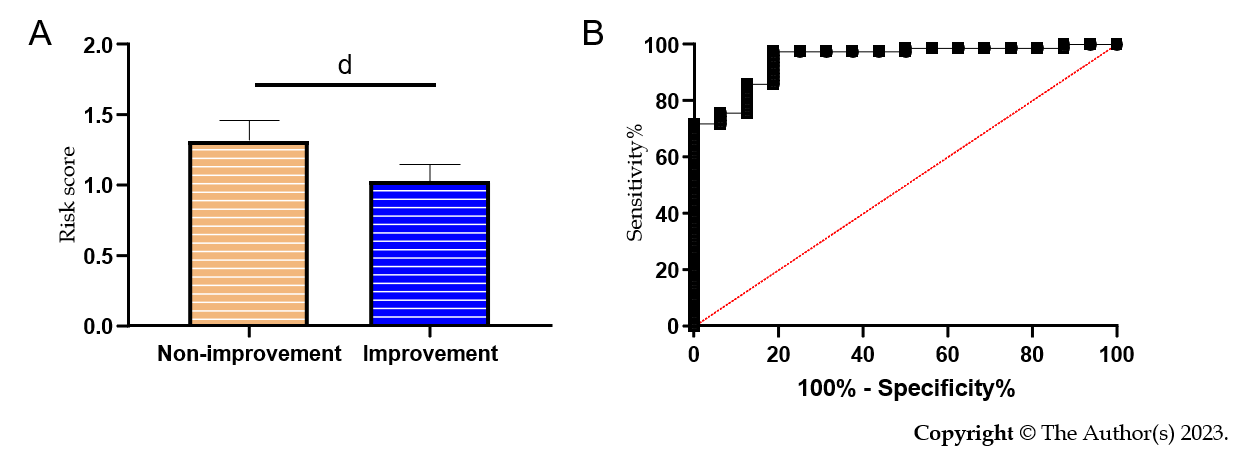 A
2.0
1.5
1.0
0.5
0.0
Risk score
d
Non-improvement Improvement
B
100
80
60
40
20
0
Sensitivity%
0 20 40 60 80 100
100% - Specificity%
Copyright © The Author(s) 2023.